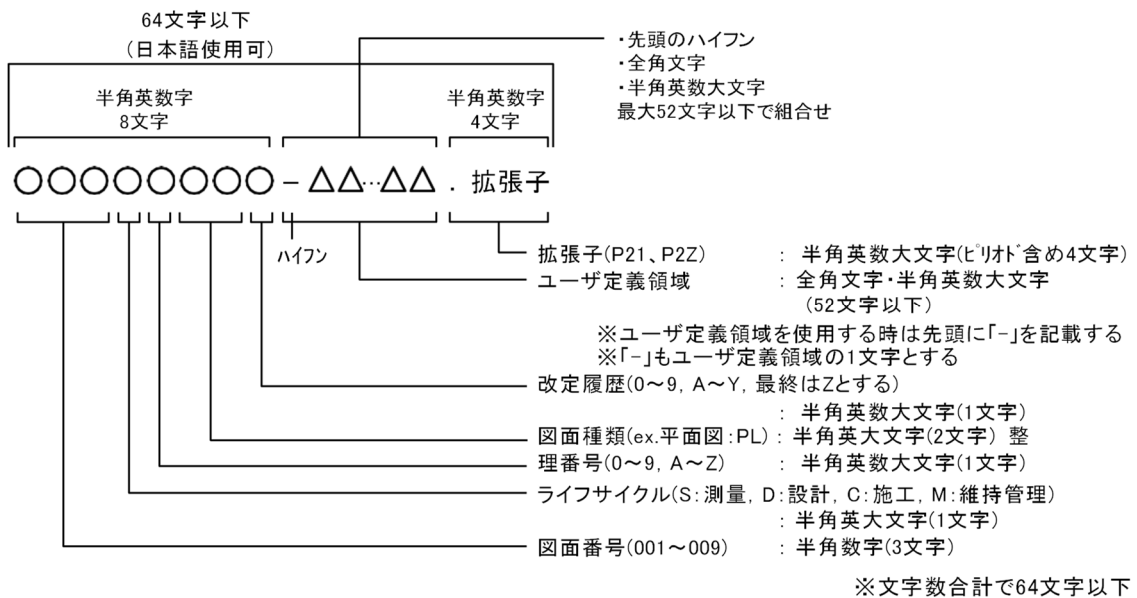 64文字以下
(日本語使用可)
・先頭のハイフン
・全角文字
・半角英数大文字
最大52文字以下で組合せ
半角英数字
8文字
半角英数字
4文字
○○○○○○○○-△△…△△.拡張子
ハイフン
拡張子(P21、P2Z) : 半角英数大文字(ピリオド含め4文字)
ユーザ定義領域 : 全角文字・半角英数大文字
(52文字以下)
※ユーザ定義領域を使用する時は先頭に「-」を記載する
※「-」もユーザ定義領域の1文字とする
改定履歴(0~9, A~Y, 最終はZとする)
: 半角英数大文字(1文字)
図面種類(ex.平面図:PL) : 半角英大文字(2文字) 整
理番号(0~9, A~Z) : 半角英数大文字(1文字)
ライフサイクル(S:測量, D:設計, C:施工, M:維持管理)
: 半角英大文字(1文字)
図面番号(001~009) : 半角数字(3文字)
※文字数合計で64文字以下